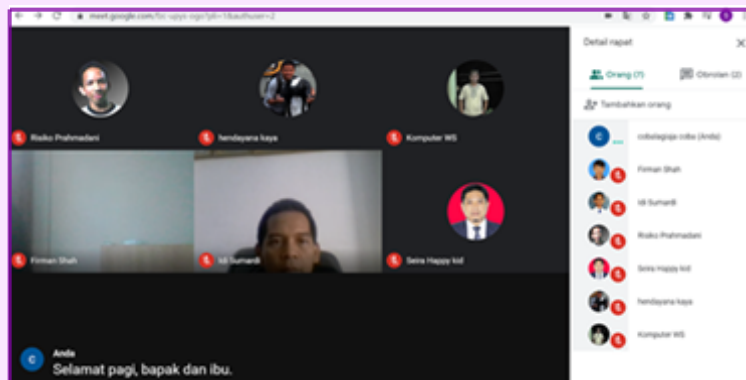 meet.google.com/
Detail rapat
Orang (7)
Obrolan (2)
Tambahkan orang
cobalagiaja coba (Anda)
Firman Shah
Idi Sumardi
Risiko Prahmadani
Seira Happy kid
hendayana kaya
Komputer WS
Risiko Prahmadani
hendayana kaya
Komputer WS
Firman Shah
Idi Sumardi
Seira Happy kid
Anda
Selamat pagi, bapak dan ibu.